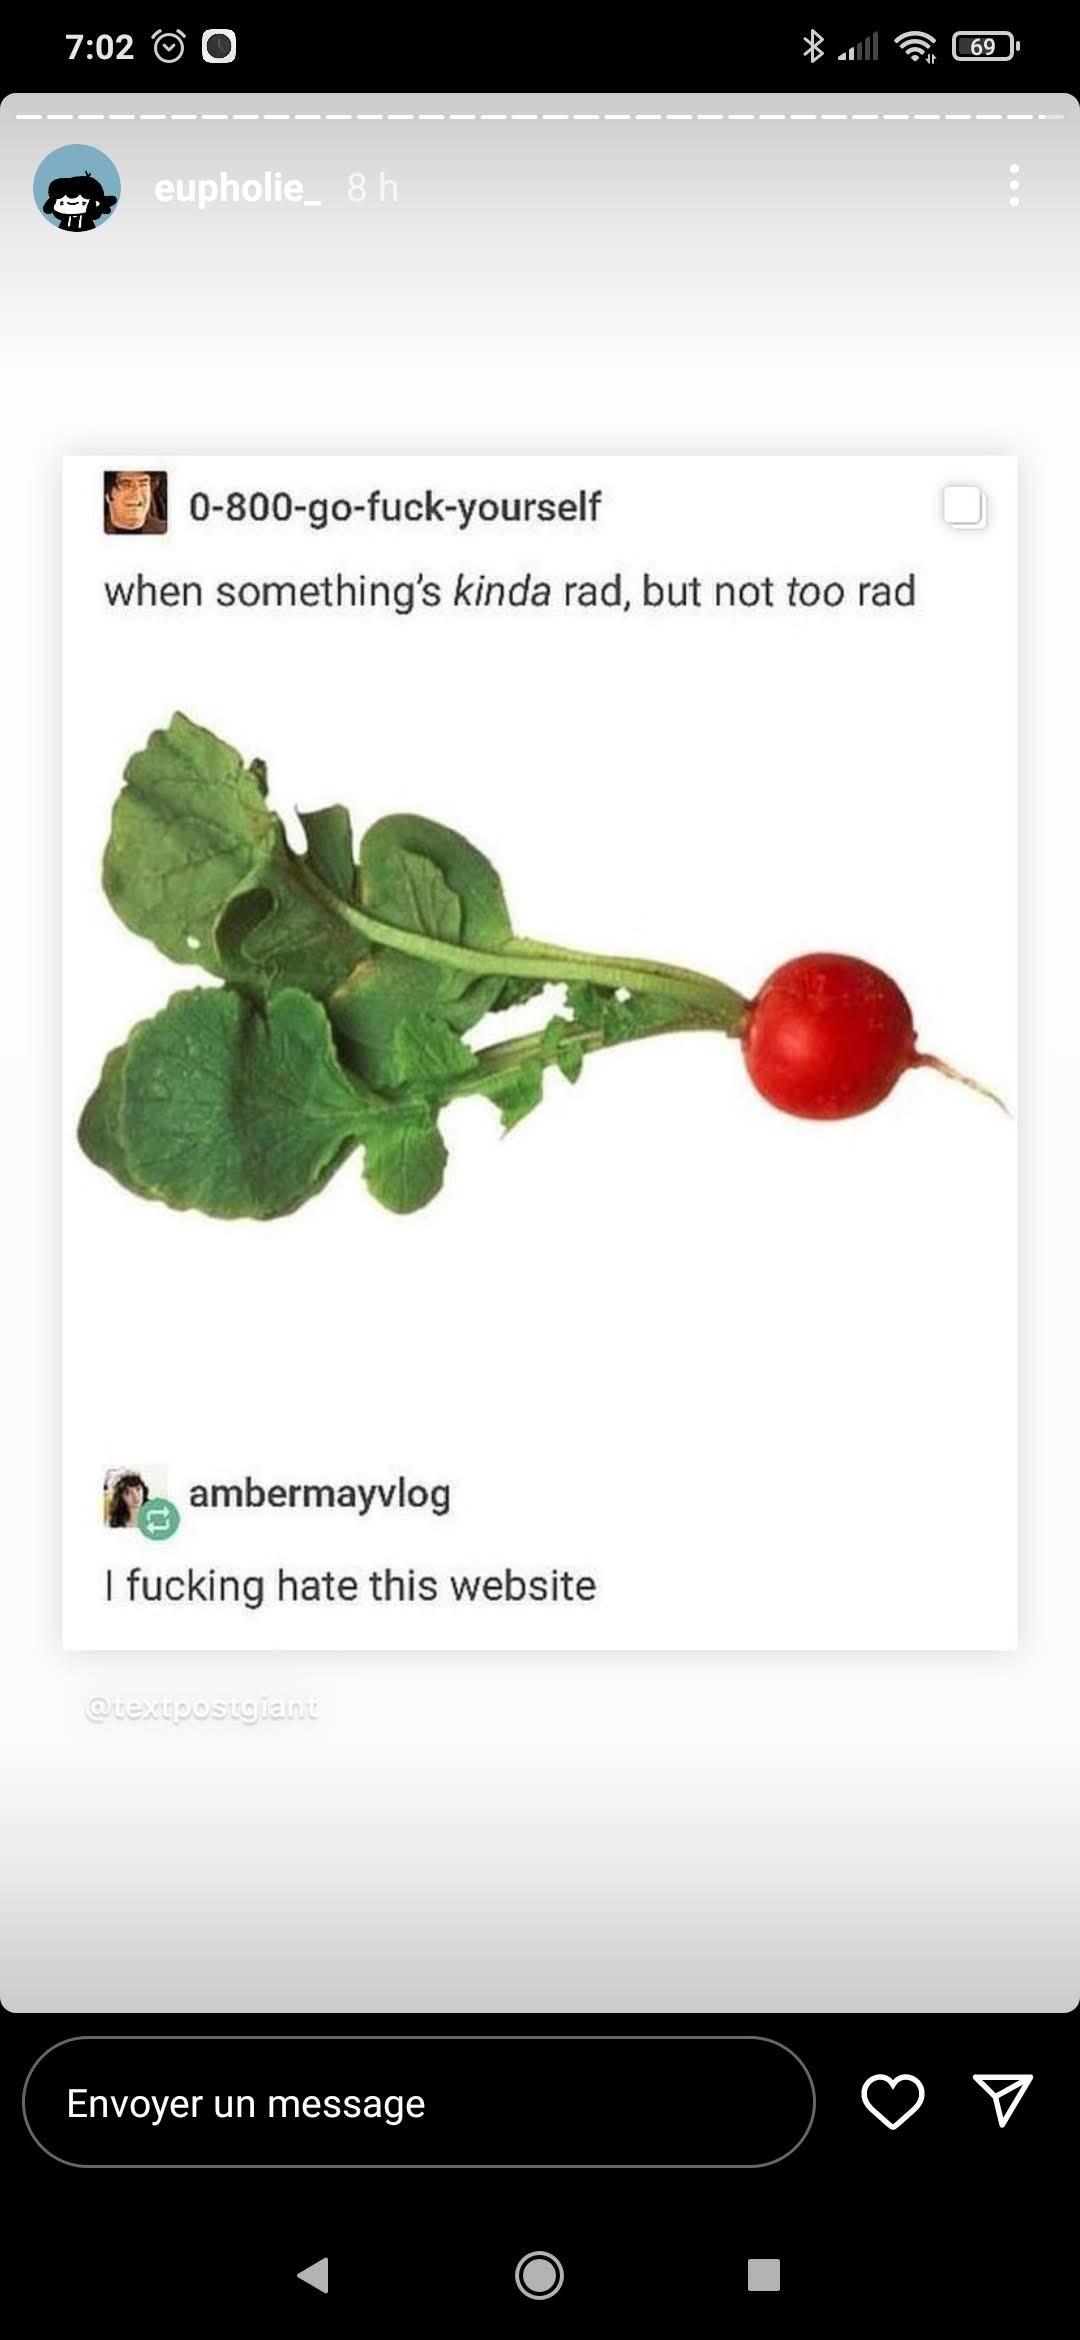 7:02
69
eupholie_ 8 h
0-800-go-fuck-yourself
when something's kinda rad, but not too rad
ambermayvlog
I fucking hate this website
@textpostgiant
Envoyer un message